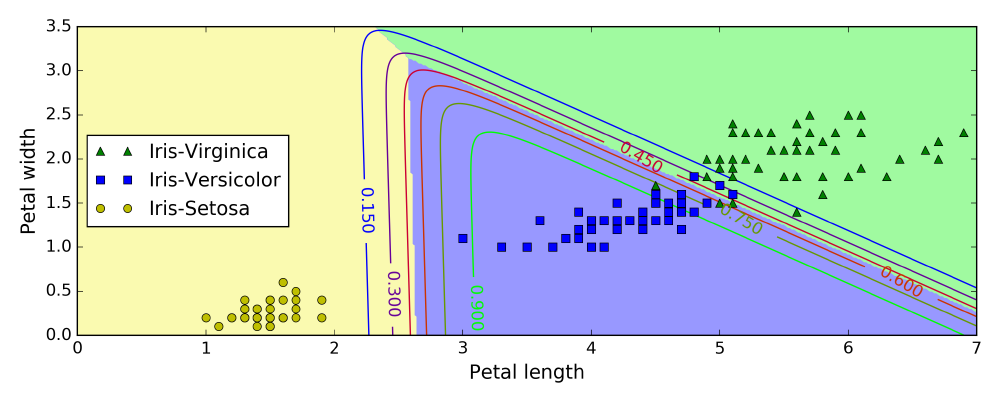 3.5
3.0
2.5
2.0
1.5
1.0
0.5
0.0
Petal width
Iris-Virginica
Iris-Versicolor
Iris-Setosa
0.150
0.300
0.900
0.450
0.750
0.600
0 1 2 3 4 5 6 7
Petal length